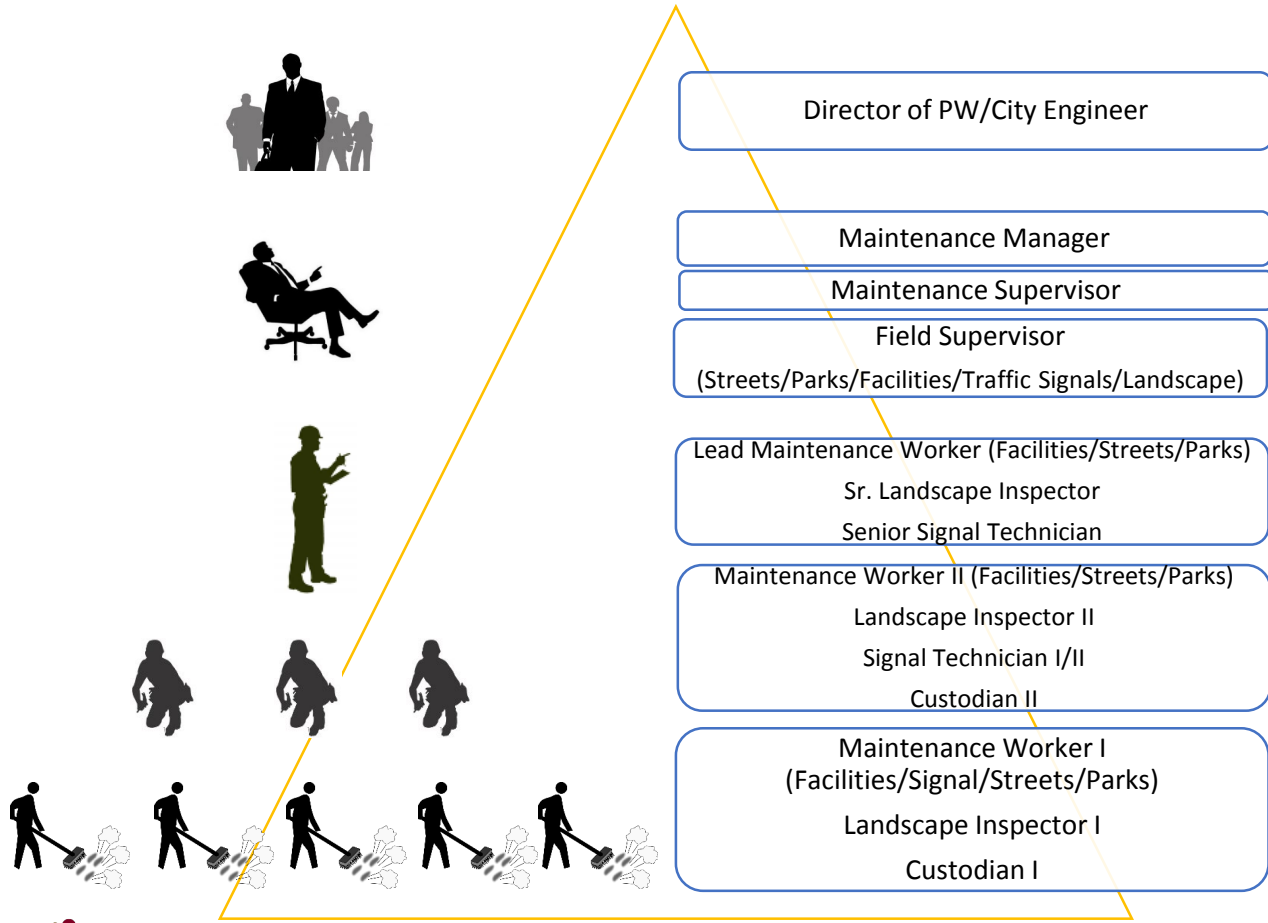 Director of PW/City Engineer
Maintenance Manager
Maintenance Supervisor
Field Supervisor
(Streets/Parks/Facilities/Traffic Signals/Landscape)
Lead Maintenance Worker (Facilities/Streets/Parks)
Sr. Landscape Inspector
Senior Signal Technician
Maintenance Worker II (Facilities/Streets/Parks)
Landscape Inspector II
Signal Technician I/II
Custodian II
Maintenance Worker I
(Facilities/Signal/Streets/Parks)
Landscape Inspector I
Custodian I